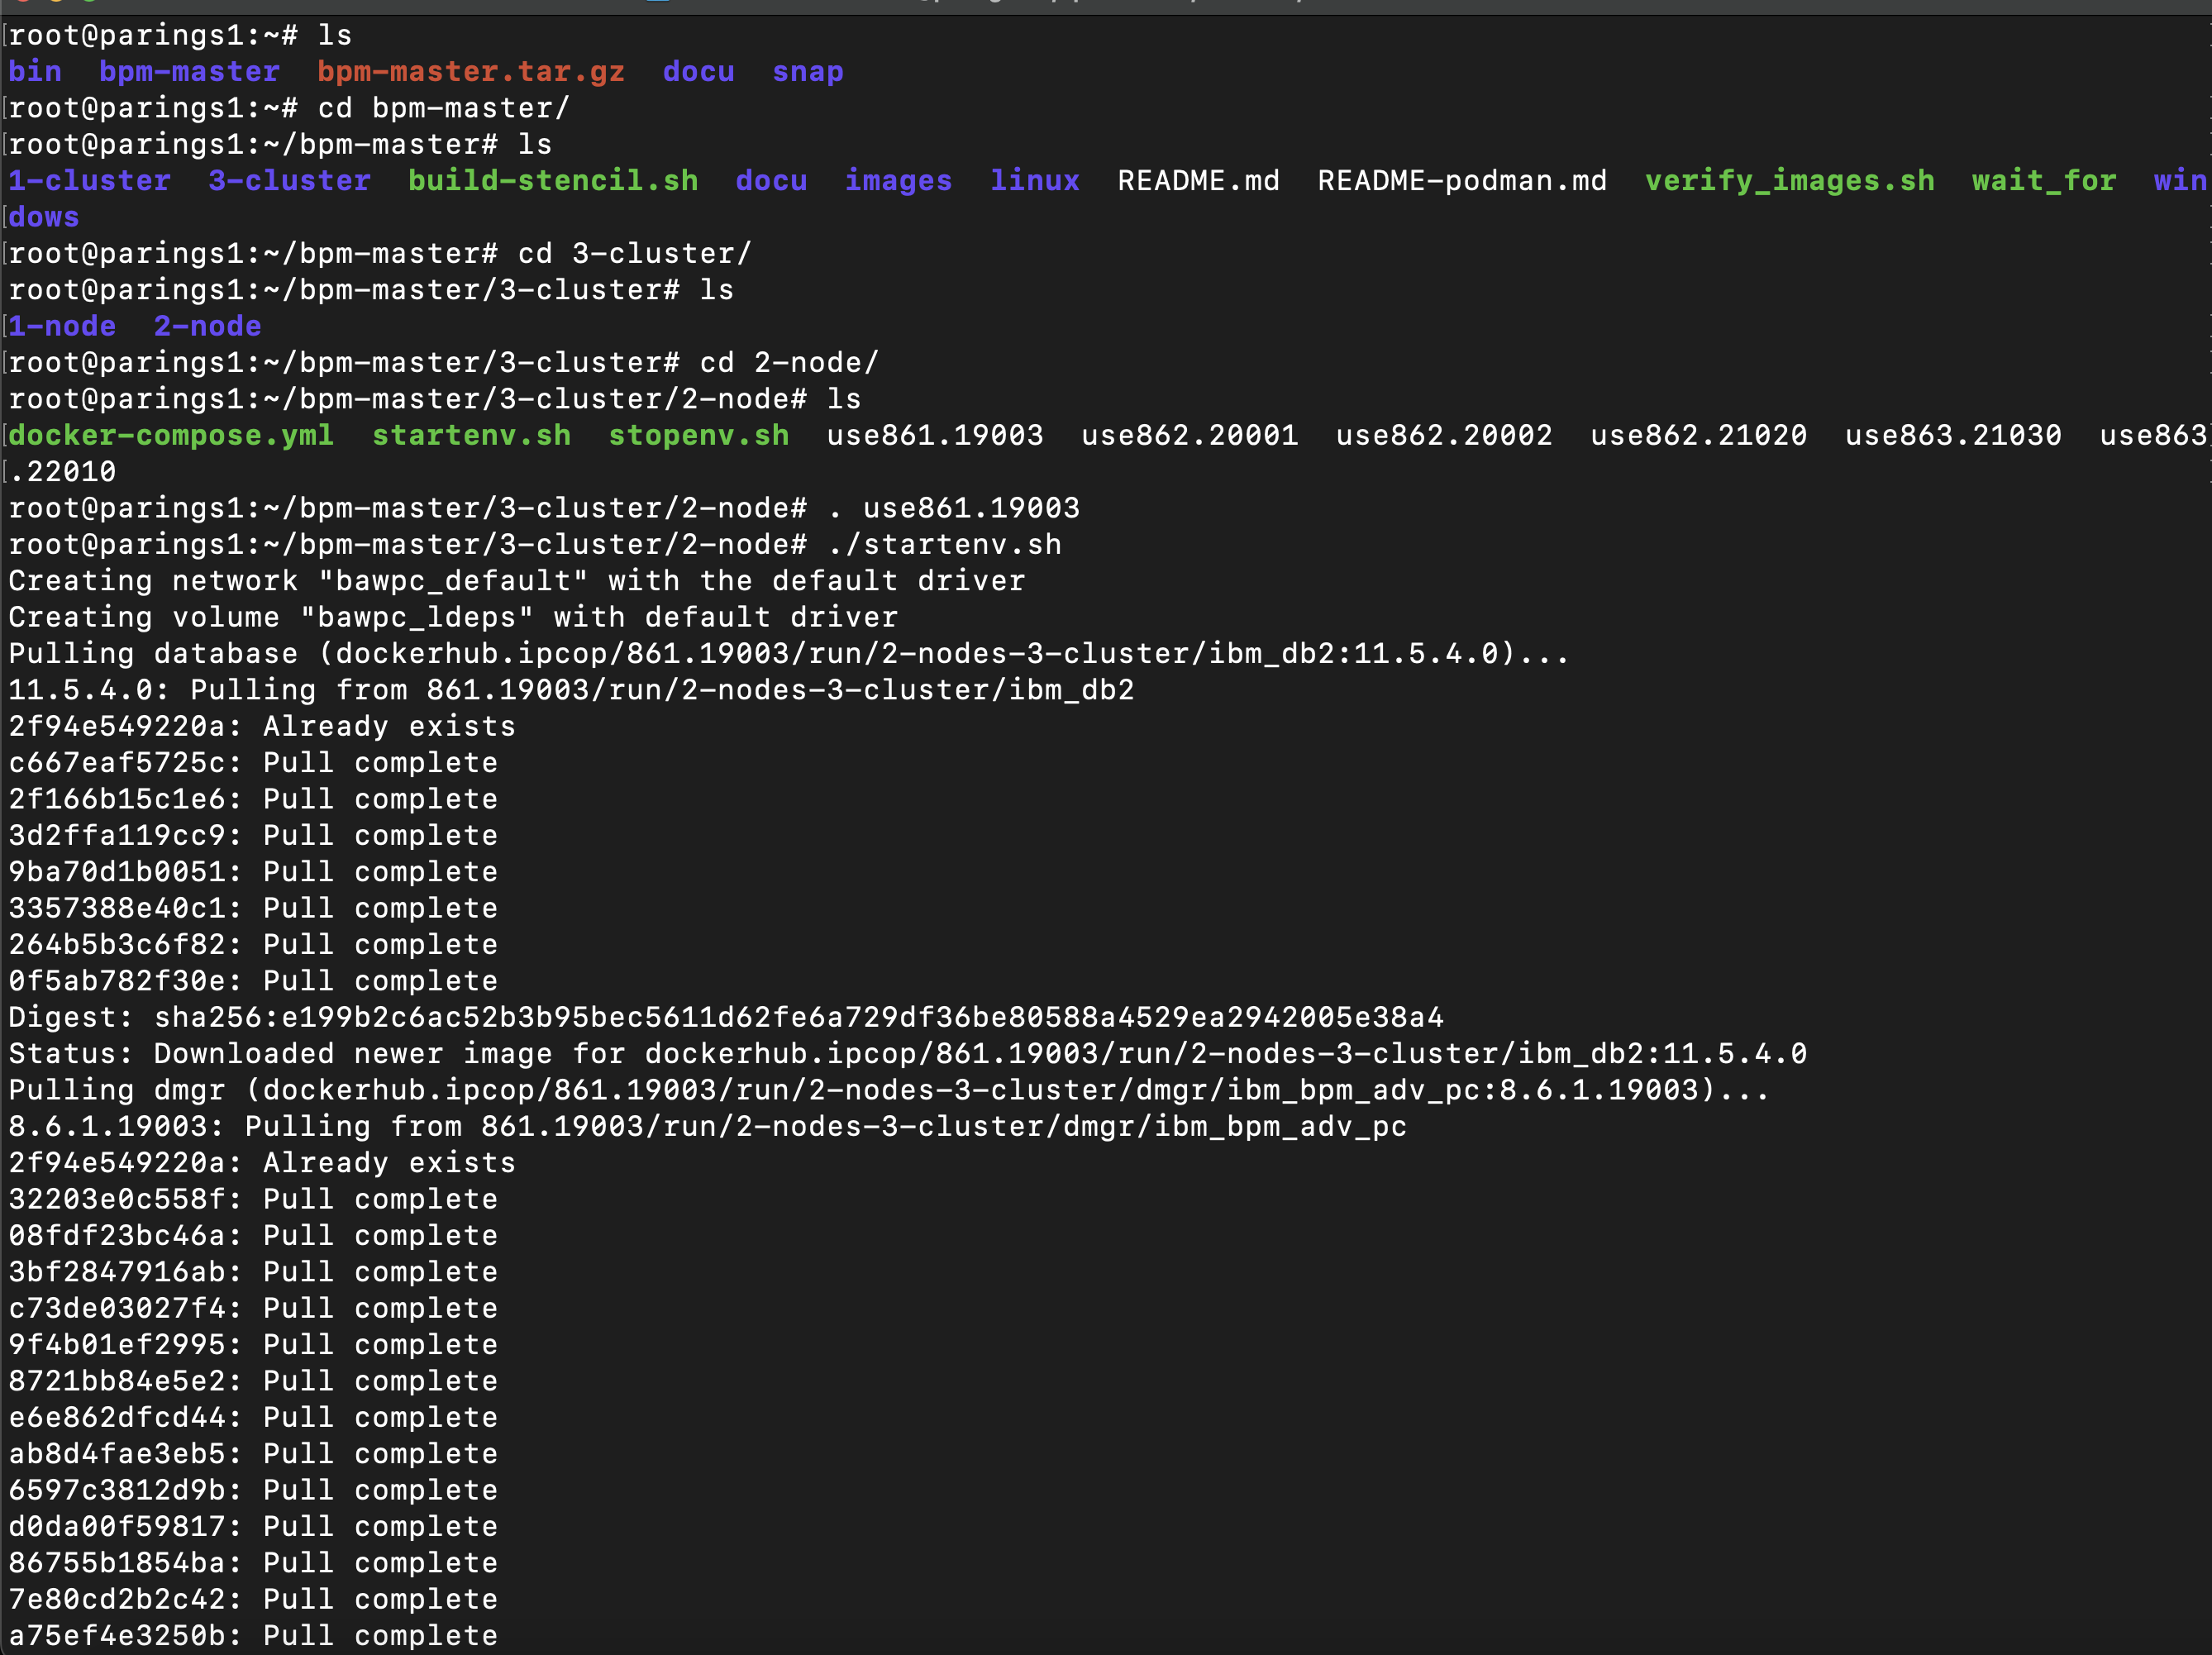 root@parings1:~# ls
bin  bpm-master  bpm-master.tar.gz  docu  snap
root@parings1:~# cd bpm-master/
root@parings1:~/bpm-master# ls
1-cluster  3-cluster  build-stencil.sh  docu  images  linux  README.md  README-podman.md  verify_images.sh  wait_for  win
dows
root@parings1:~/bpm-master# cd 3-cluster/
root@parings1:~/bpm-master/3-cluster# ls
1-node  2-node
root@parings1:~/bpm-master/3-cluster# cd 2-node/
root@parings1:~/bpm-master/3-cluster/2-node# ls
docker-compose.yml  startenv.sh  stopenv.sh  use861.19003  use862.20001  use862.20002  use862.21020  use863.21030  use863
.22010
root@parings1:~/bpm-master/3-cluster/2-node# . use861.19003
root@parings1:~/bpm-master/3-cluster/2-node# ./startenv.sh
Creating network "bawpc_default" with the default driver
Creating volume "bawpc_ldeps" with default driver
Pulling database (dockerhub.ipcop/861.19003/run/2-nodes-3-cluster/ibm_db2:11.5.4.0)...
11.5.4.0: Pulling from 861.19003/run/2-nodes-3-cluster/ibm_db2
2f94e549220a: Already exists
c667eaf5725c: Pull complete
2f166b15c1e6: Pull complete
3d2ffa119cc9: Pull complete
9ba70d1b0051: Pull complete
3357388e40c1: Pull complete
264b5b3c6f82: Pull complete
0f5ab782f30e: Pull complete
Digest: sha256:e199b2c6ac52b3b95bec5611d62fe6a729df36be80588a4529ea2942005e38a4
Status: Downloaded newer image for dockerhub.ipcop/861.19003/run/2-nodes-3-cluster/ibm_db2:11.5.4.0
Pulling dmgr (dockerhub.ipcop/861.19003/run/2-nodes-3-cluster/dmgr/ibm_bpm_adv_pc:8.6.1.19003)...
8.6.1.19003: Pulling from 861.19003/run/2-nodes-3-cluster/dmgr/ibm_bpm_adv_pc
2f94e549220a: Already exists
32203e0c558f: Pull complete
08fdf23bc46a: Pull complete
3bf2847916ab: Pull complete
c73de03027f4: Pull complete
9f4b01ef2995: Pull complete
8721bb84e5e2: Pull complete
e6e862dfcd44: Pull complete
ab8d4fae3eb5: Pull complete
6597c3812d9b: Pull complete
d0da00f59817: Pull complete
86755b1854ba: Pull complete
7e80cd2b2c42: Pull complete
a75ef4e3250b: Pull complete